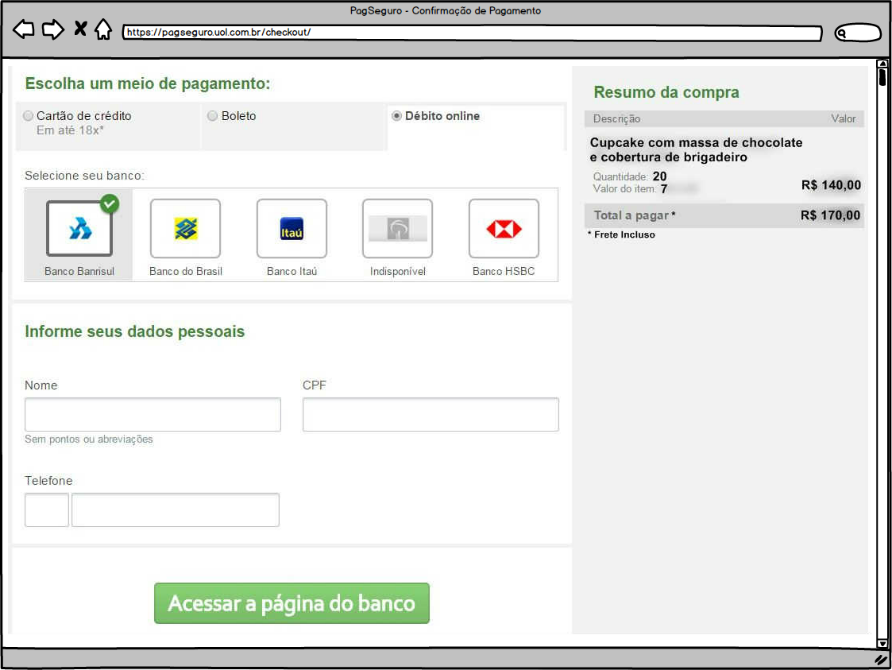 PagSeguro - Confirmação de Pagamento
https://pagseguro.uol.com.br/checkout/
Escolha um meio de pagamento:
Cartão de crédito
Em até 18x*
Boleto
Débito online
Selecione seu banco:
Itaú
Banco Banrisul
Banco do Brasil
Banco Itaú
Indisponível
Banco HSBC
Informe seus dados pessoais
Nome
CPF
Sem pontos ou abreviações
Telefone
Acessar a página do banco
Resumo da compra
Descrição Valor
Cupcake com massa de chocolate
e cobertura de brigadeiro
Quantidade: 20
Valor do item: 7
R$ 140,00
Total a pagar * R$ 170,00
* Frete Incluso